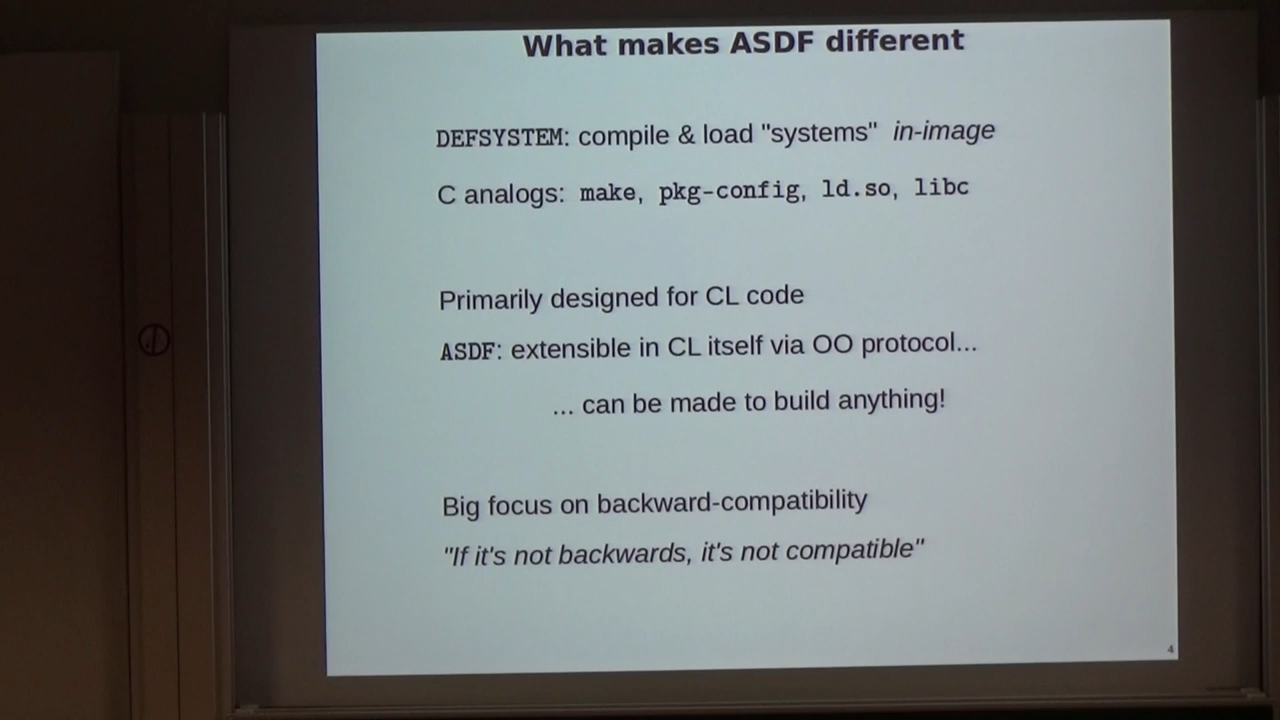 What makes ASDF different
DEFSYSTEM: compile & load "systems" in-image
C analogs: make, pkg-config, ld.so, libc
Primarily designed for CL code
ASDF: extensible in CL itself via OO protocol...
... can be made to build anything!
Big focus on backward-compatibility
"If it's not backwards, it's not compatible"
4